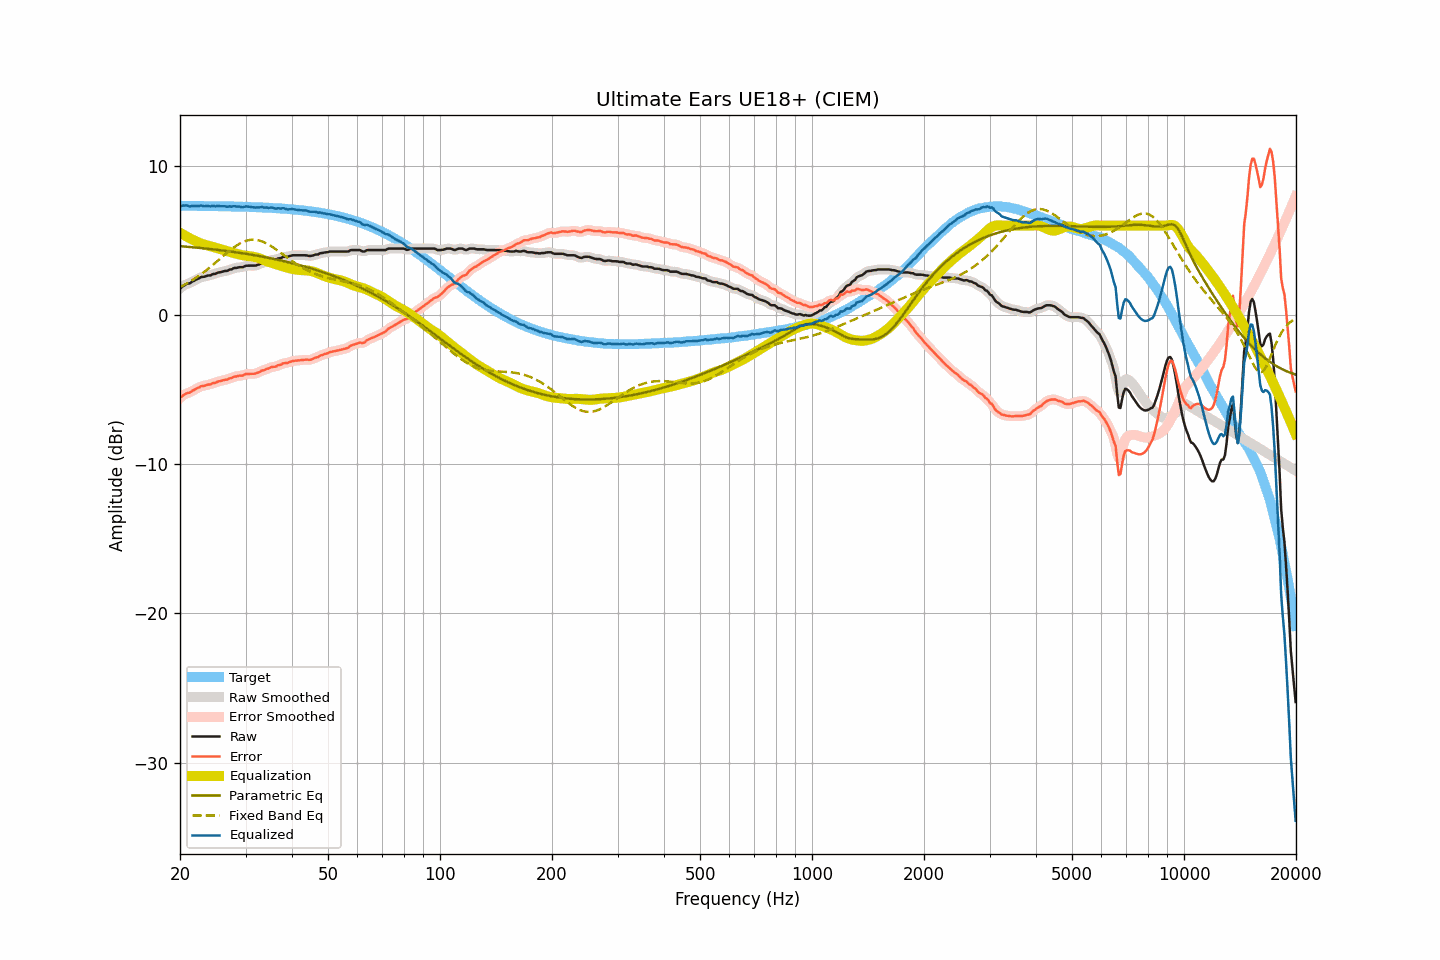 Ultimate Ears UE18+ (CIEM)
10
0
−10
−20
−30
Amplitude (dBr)
Target
Raw Smoothed
Error Smoothed
Raw
Error
Equalization
Parametric Eq
Fixed Band Eq
Equalized
20 50 100 200 500 1000 2000 5000 10000 20000
Frequency (Hz)